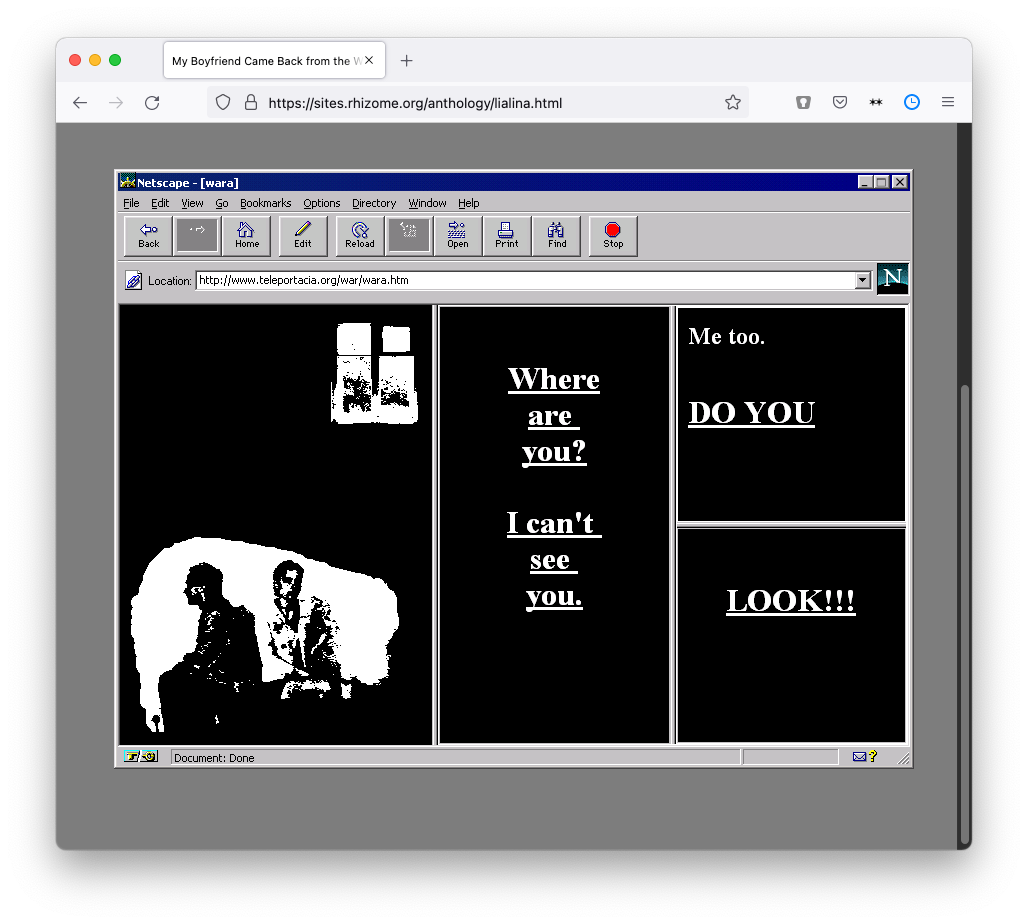 My Boyfriend Came Back from the W
https://sites.rhizome.org/anthology/lialina.html
Netscape - [wara]
File Edit View Go Bookmarks Options Directory Window Help
Back Home Edit Reload Open Print Find Stop
Location: http://www.teleportacia.org/war/wara.htm
N
Where
are
you?
I can't
see
you.
Me too.
DO YOU
LOOK!!!
Document: Done